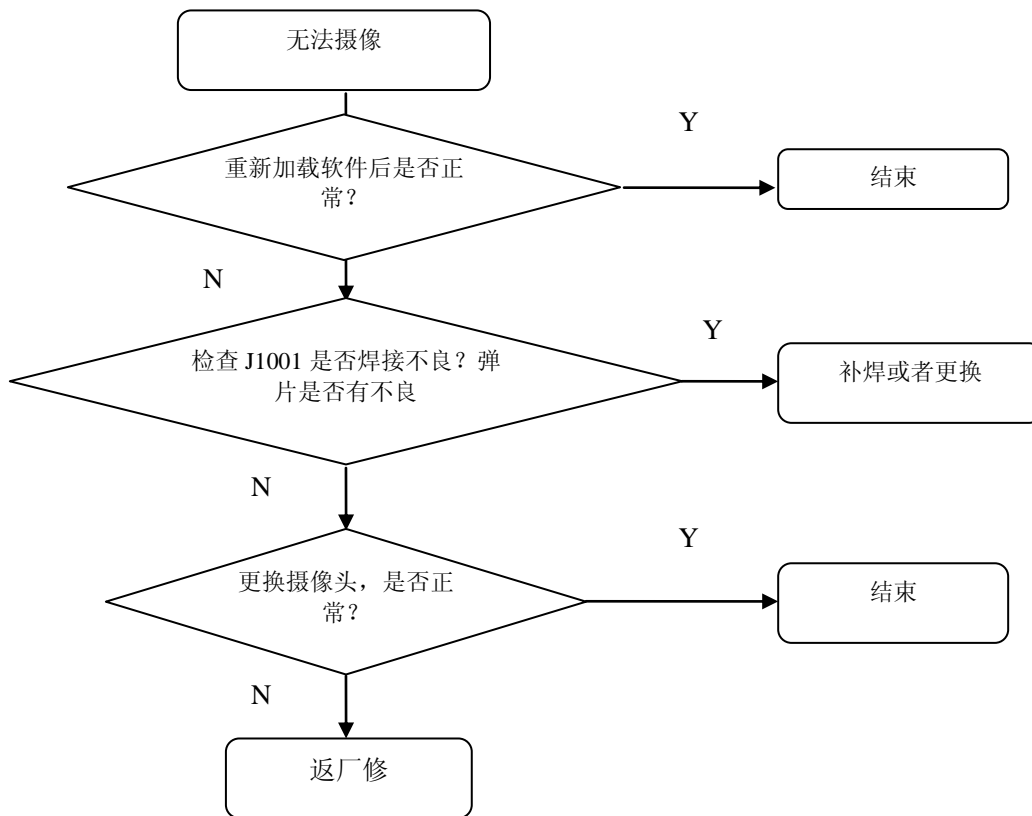 无法摄像
Y
重新加载软件后是否正
常？
结束
N
Y
检查 J1001 是否焊接不良？弹
片是否有不良
补焊或者更换
N
Y
更换摄像头，是否正
常？
结束
N
返厂修